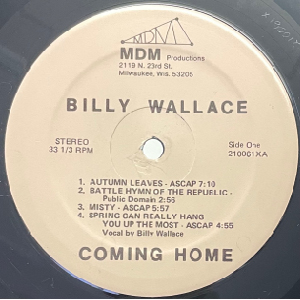 MDM
MDM Productions
2119 N. 23rd St.
Milwaukee, Wis. 53205
BILLY WALLACE
STEREO
33 1/3 RPM
Side One
210061XA
1. AUTUMN LEAVES - ASCAP 7:10
2. BATTLE HYMN OF THE REPUBLIC -
Public Domain 2:56
3. MISTY - ASCAP 5:57
4. SPRING CAN REALLY HANG
YOU UP THE MOST - ASCAP 4:55
Vocal by Billy Wallace
COMING HOME